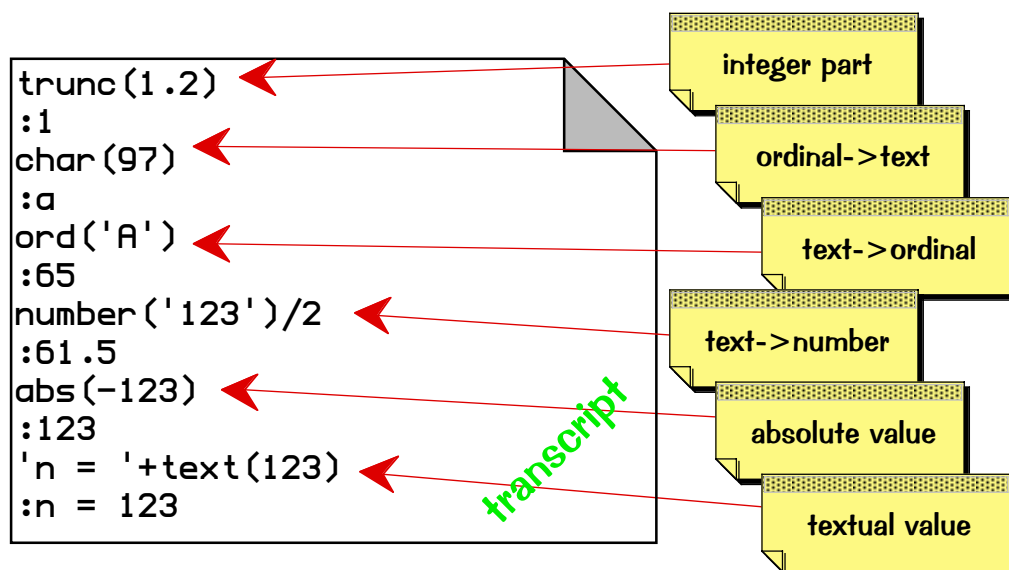 trunc(1.2)
:1
char(97)
:a
ord('A')
:65
number('123')/2
:61.5
abs(-123)
:123
'n = '+text(123)
:n = 123
transcript
integer part
ordinal->text
text->ordinal
text->number
absolute value
textual value